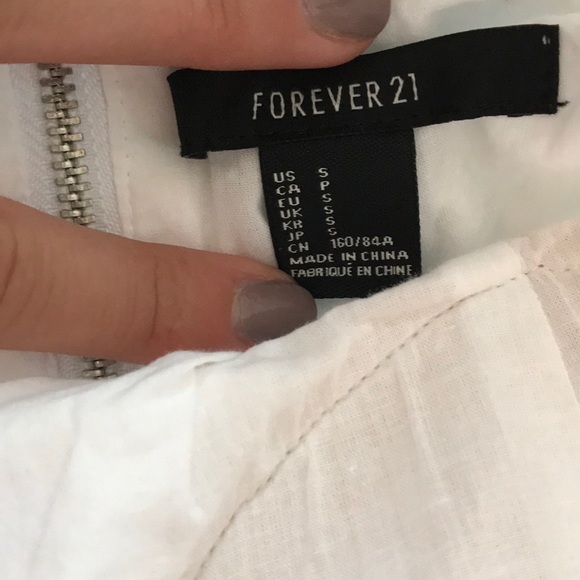 FOREVER 21
US S
CA P
EU S
UK S
KR S
JP S
CN 160/84A
MADE IN CHINA
FABRIQUÉ EN CHINE